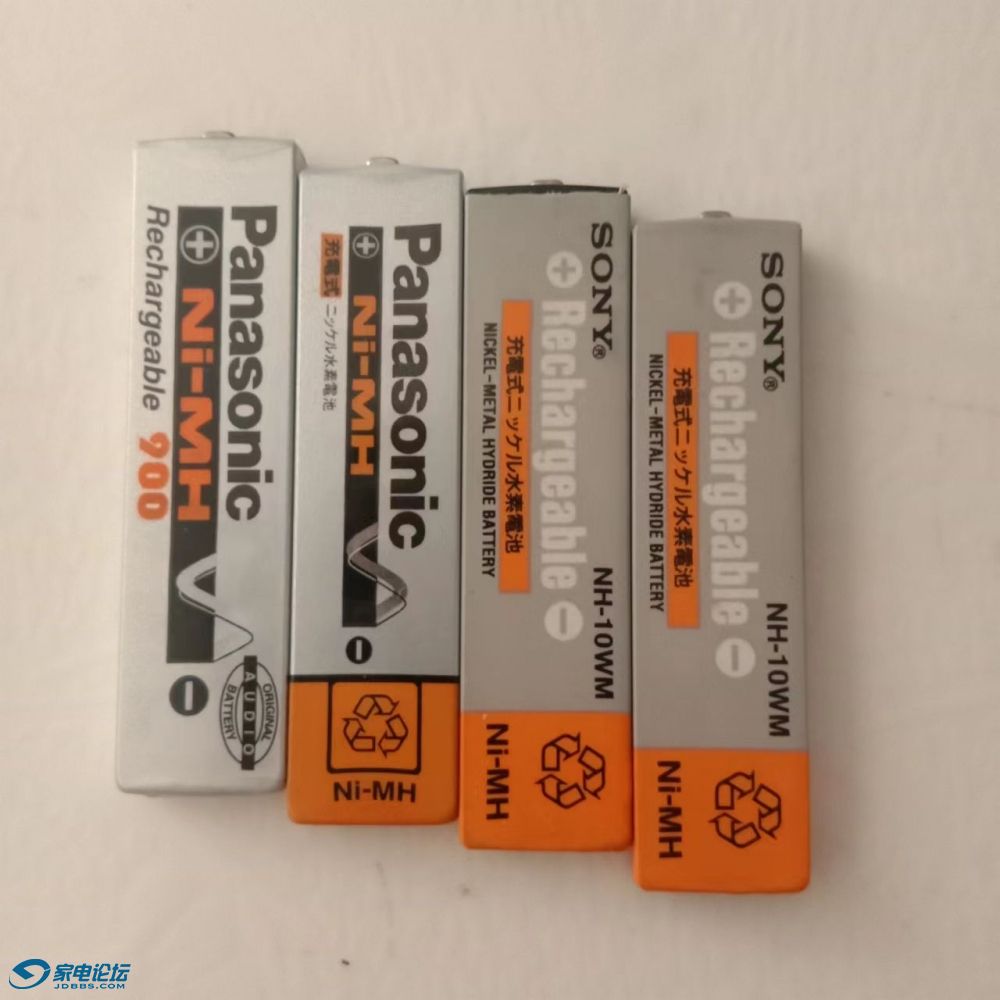 Panasonic
⊕ Ni-MH ⊖
Rechargeable 900
ORIGINAL
AUDIO
BATTERY
Panasonic
⊕ Ni-MH ⊖
充電式 ニッケル水素電池
Ni-MH
SONY® NH-10WM
⊕ Rechargeable ⊖
充電式ニッケル水素電池
NICKEL-METAL HYDRIDE BATTERY
Ni-MH
SONY® NH-10WM
⊕ Rechargeable ⊖
充電式ニッケル水素電池
NICKEL-METAL HYDRIDE BATTERY
Ni-MH
家电论坛
JDBBS.COM